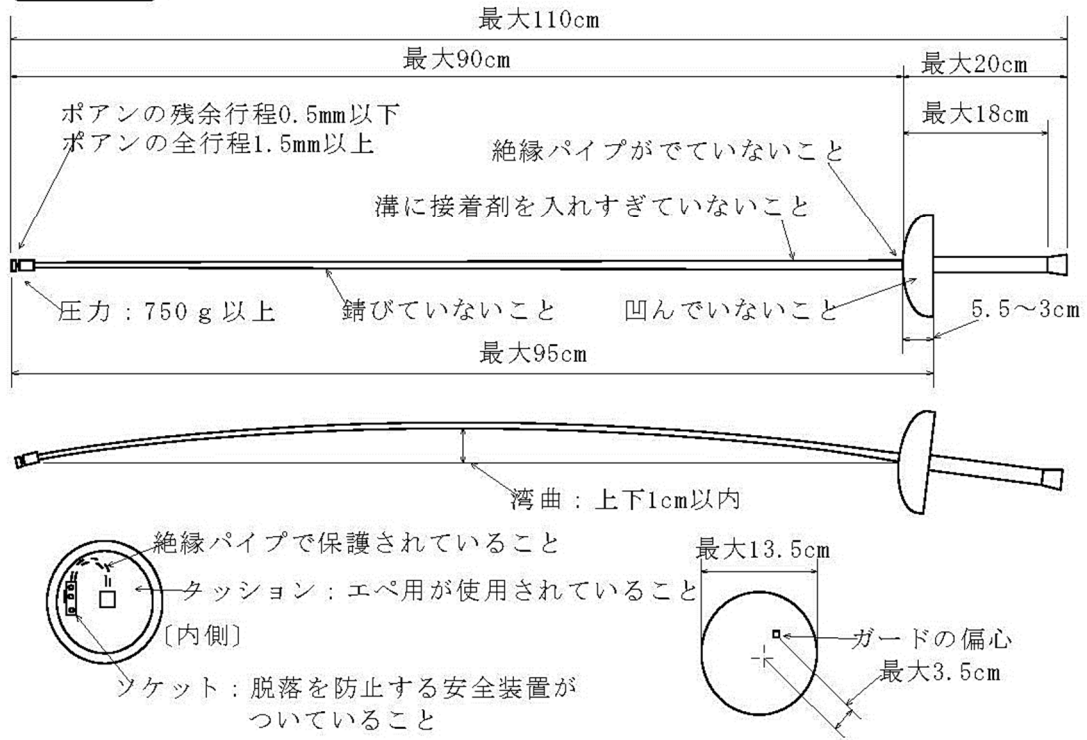 最大110cm
最大90cm
最大20cm
ポアンの残余行程0.5mm以下
ポアンの全行程1.5mm以上
最大18cm
絶縁パイプがでていないこと
溝に接着剤を入れすぎていないこと
圧力：750ｇ以上
錆びていないこと
凹んでいないこと
5.5～3cm
最大95cm
湾曲：上下1cm以内
絶縁パイプで保護されていること
クッション：エペ用が使用されていること
〔内側〕
ソケット：脱落を防止する安全装置が
ついていること
最大13.5cm
ガードの偏心
最大3.5cm